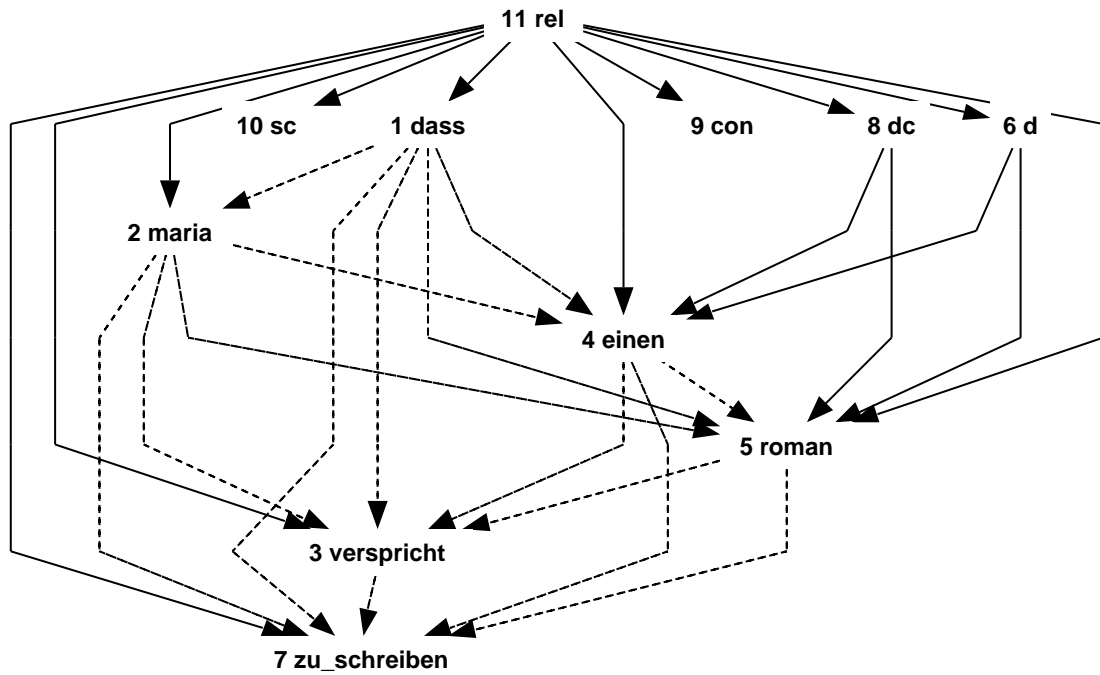 11 rel
10 sc
1 dass
9 con
8 dc
6 d
2 maria
4 einen
5 roman
3 verspricht
7 zu_schreiben